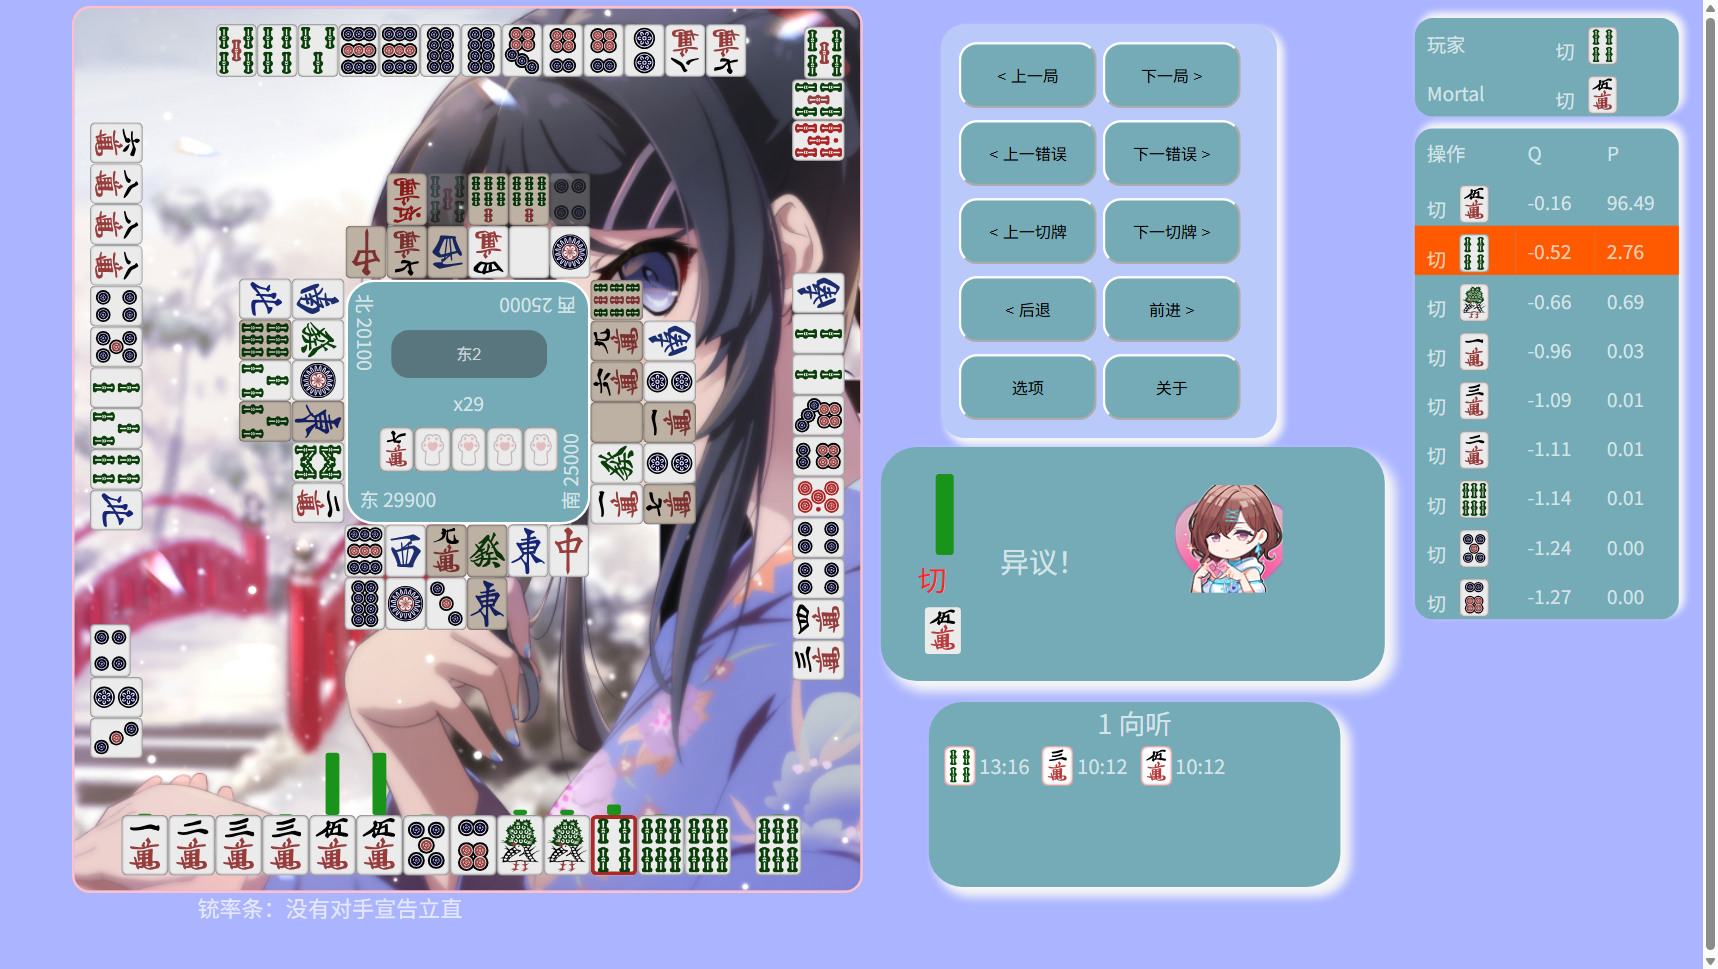 北 20100
西 25000
东2
x29
东 29900
南 25000
铳率条：没有对手宣告立直
< 上一局
下一局 >
< 上一错误
下一错误 >
< 上一切牌
下一切牌 >
< 后退
前进 >
选项
关于
切
异议！
1 向听
13:16
10:12
10:12
玩家 切
Mortal 切
操作 Q P
切 -0.16 96.49
切 -0.52 2.76
切 -0.66 0.69
切 -0.96 0.03
切 -1.09 0.01
切 -1.11 0.01
切 -1.14 0.01
切 -1.24 0.00
切 -1.27 0.00